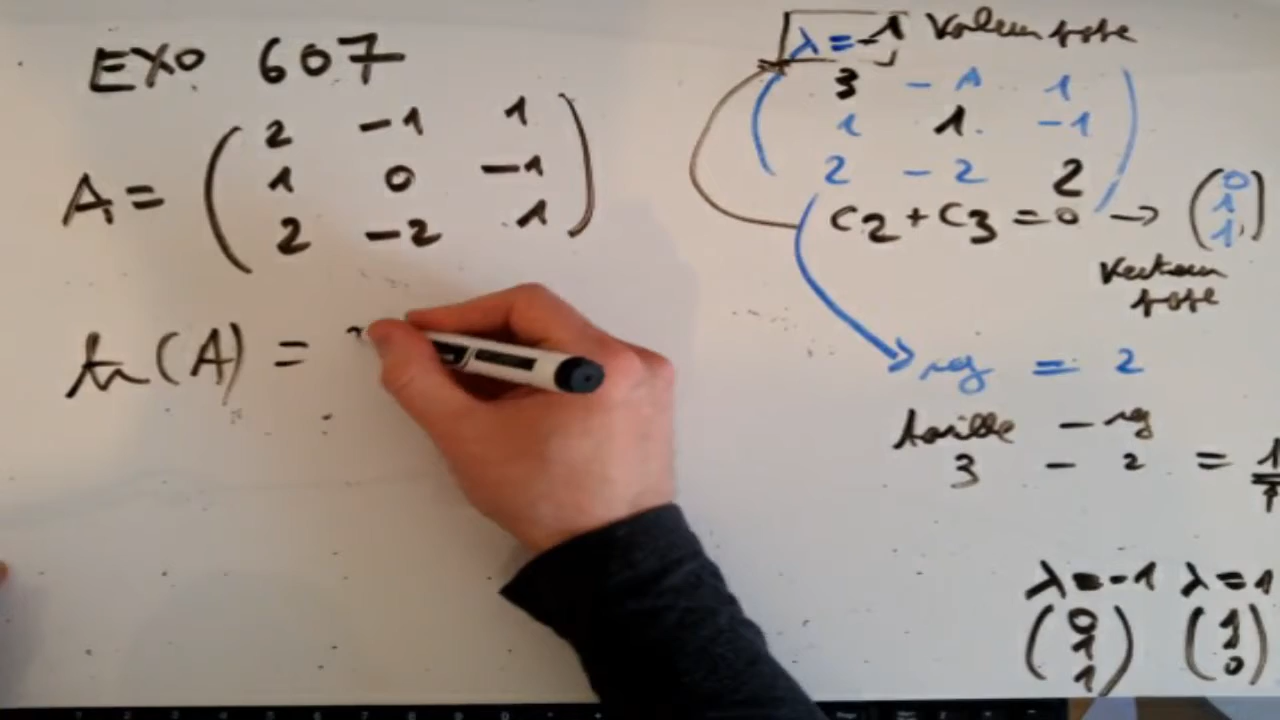 EXO 607
A = ( 2 -1 1
1 0 -1
2 -2 1 )
tr(A) =
λ = -1 Valeur propre
( 3 -1 1
1 1 -1
2 -2 2 )
C2 + C3 = 0 → ( 0
1
1 )
Vecteur
propre
rg = 2
taille - rg
3 - 2 = 1
λ = -1 λ = 1
( 0 1 1 ) ( 1 1 0 )